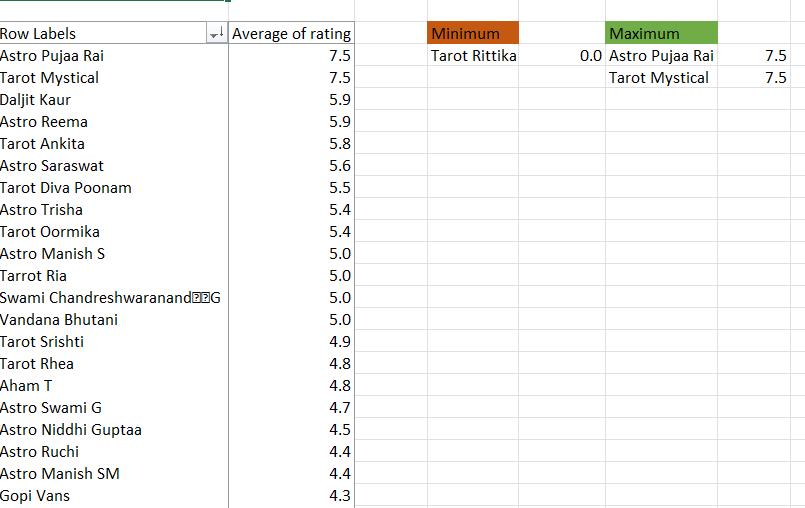 Row Labels Average of rating Minimum Maximum
Astro Pujaa Rai 7.5 Tarot Rittika 0.0 Astro Pujaa Rai 7.5
Tarot Mystical 7.5 Tarot Mystical 7.5
Daljit Kaur 5.9
Astro Reema 5.9
Tarot Ankita 5.8
Astro Saraswat 5.6
Tarot Diva Poonam 5.5
Astro Trisha 5.4
Tarot Oormika 5.4
Astro Manish S 5.0
Tarrot Ria 5.0
Swami Chandreshwaranand⍰⍰G 5.0
Vandana Bhutani 5.0
Tarot Srishti 4.9
Tarot Rhea 4.8
Aham T 4.8
Astro Swami G 4.7
Astro Niddhi Guptaa 4.5
Astro Ruchi 4.4
Astro Manish SM 4.4
Gopi Vans 4.3